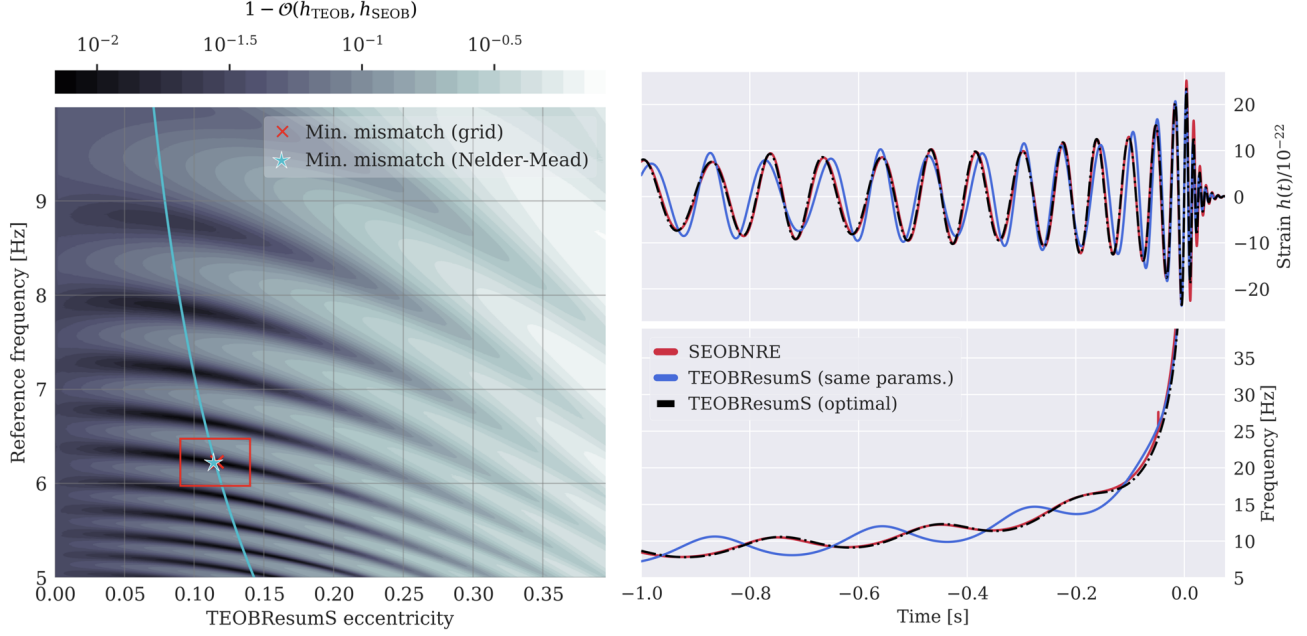 1 − 𝒪(h_TEOB, h_SEOB)
10^−2 10^−1.5 10^−1 10^−0.5
Min. mismatch (grid)
Min. mismatch (Nelder-Mead)
Reference frequency [Hz]
9
8
7
6
5
0.00 0.05 0.10 0.15 0.20 0.25 0.30 0.35
TEOBResumS eccentricity
20
10
0
−10
−20
Strain h(t)/10^−22
SEOBNRE
TEOBResumS (same params.)
TEOBResumS (optimal)
35
30
25
20
15
10
5
Frequency [Hz]
−1.0 −0.8 −0.6 −0.4 −0.2 0.0
Time [s]